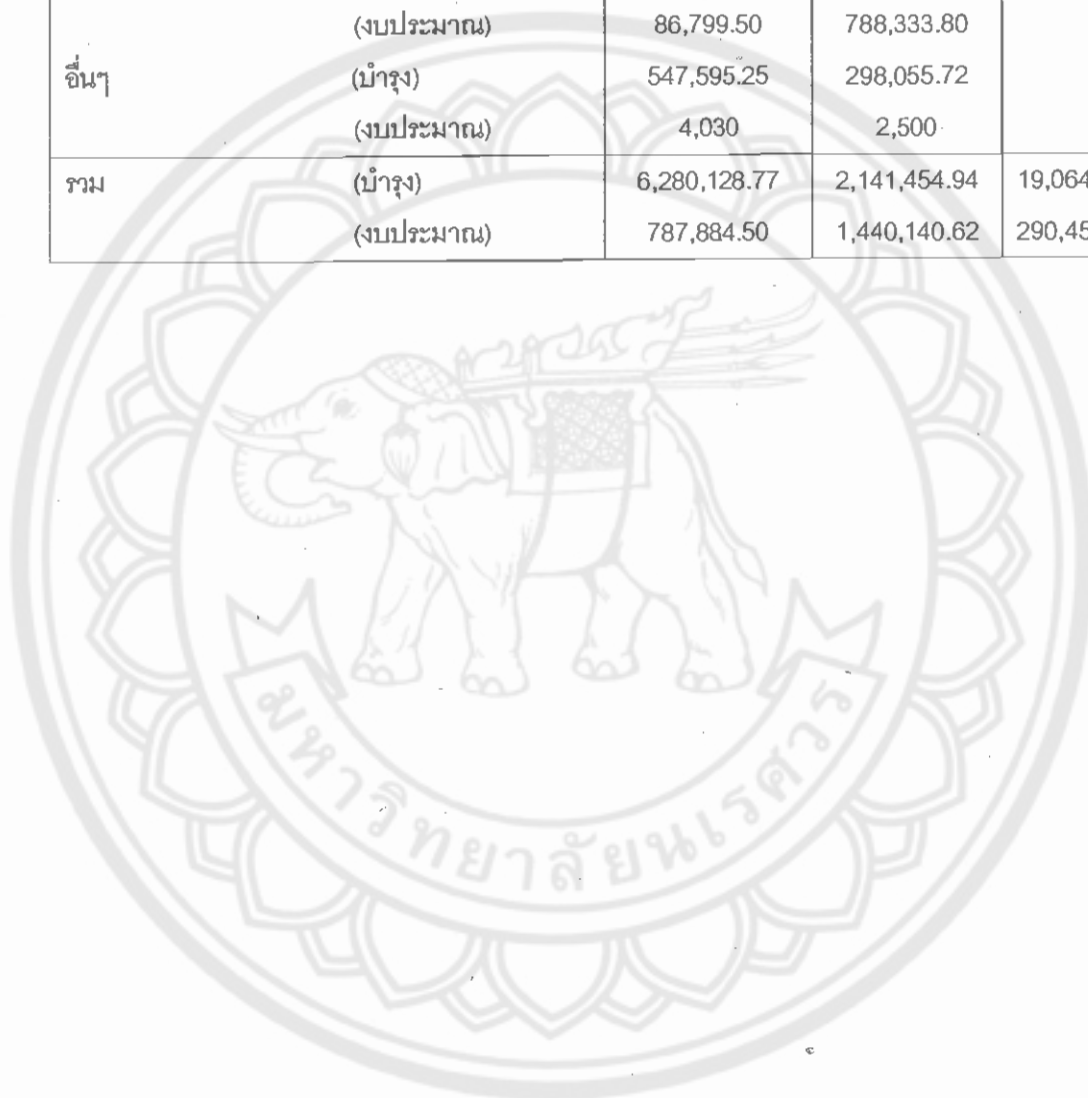 (งบประมาณ) 86,799.50 788,333.80
อื่นๆ (บำรุง) 547,595.25 298,055.72
(งบประมาณ) 4,030 2,500
รวม (บำรุง) 6,280,128.77 2,141,454.94 19,064
(งบประมาณ) 787,884.50 1,440,140.62 290,45
มหาวิทยาลัยนเรศวร